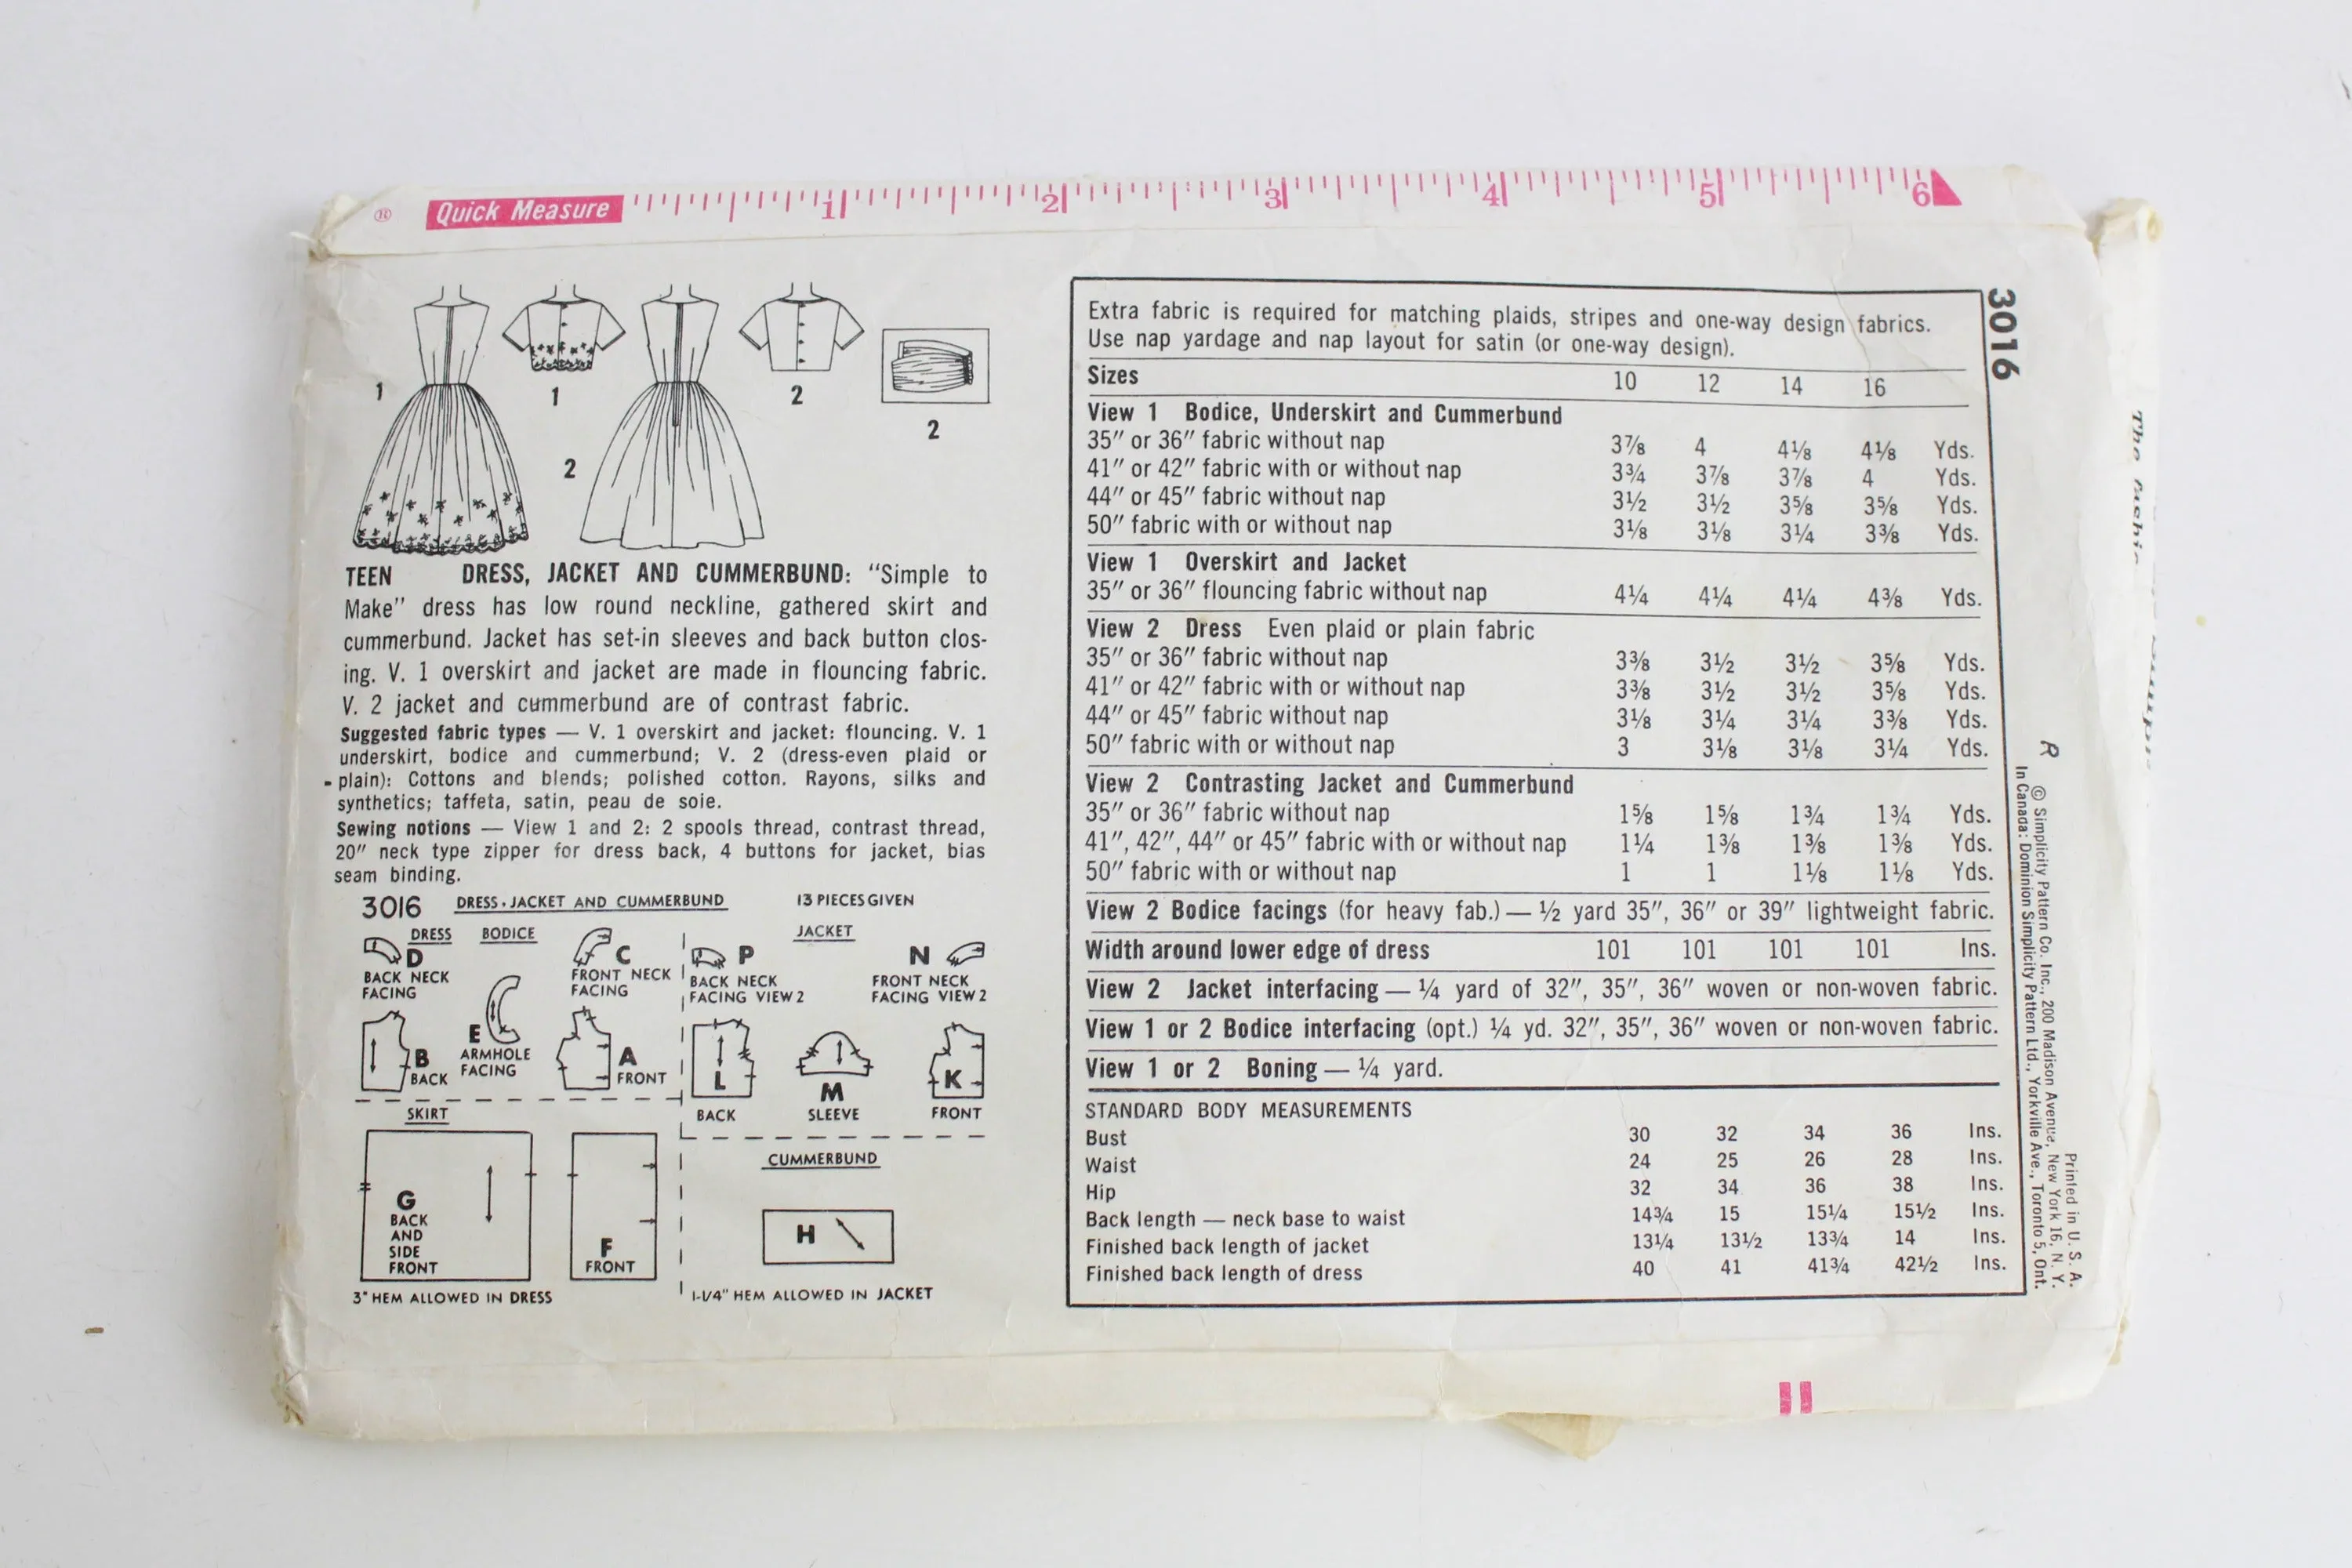 ® Quick Measure 1 2 3 4 5 6
1
1
2
2
2
TEEN DRESS, JACKET AND CUMMERBUND: “Simple to
Make” dress has low round neckline, gathered skirt and
cummerbund. Jacket has set-in sleeves and back button clos-
ing. V. 1 overskirt and jacket are made in flouncing fabric.
V. 2 jacket and cummerbund are of contrast fabric.
Suggested fabric types — V. 1 overskirt and jacket: flouncing. V. 1
underskirt, bodice and cummerbund; V. 2 (dress-even plaid or
plain): Cottons and blends; polished cotton. Rayons, silks and
synthetics; taffeta, satin, peau de soie.
Sewing notions — View 1 and 2: 2 spools thread, contrast thread,
20″ neck type zipper for dress back, 4 buttons for jacket, bias
seam binding.
3016 DRESS, JACKET AND CUMMERBUND 13 PIECES GIVEN
DRESS BODICE JACKET
D
BACK NECK
FACING
C
FRONT NECK
FACING
P
BACK NECK
FACING VIEW 2
N
FRONT NECK
FACING VIEW 2
B
BACK
E
ARMHOLE
FACING
A
FRONT
L
BACK
M
SLEEVE
K
FRONT
SKIRT
G
BACK
AND
SIDE
FRONT
F
FRONT
CUMMERBUND
H
3" HEM ALLOWED IN DRESS
1-1/4" HEM ALLOWED IN JACKET
Extra fabric is required for matching plaids, stripes and one-way design fabrics.
Use nap yardage and nap layout for satin (or one-way design).
Sizes 10 12 14 16
View 1 Bodice, Underskirt and Cummerbund
35″ or 36″ fabric without nap 3⅞ 4 4⅛ 4⅛ Yds.
41″ or 42″ fabric with or without nap 3¾ 3⅞ 3⅞ 4 Yds.
44″ or 45″ fabric without nap 3½ 3½ 3⅝ 3⅝ Yds.
50″ fabric with or without nap 3⅛ 3⅛ 3¼ 3⅜ Yds.
View 1 Overskirt and Jacket
35″ or 36″ flouncing fabric without nap 4¼ 4¼ 4¼ 4⅜ Yds.
View 2 Dress Even plaid or plain fabric
35″ or 36″ fabric without nap 3⅜ 3½ 3½ 3⅝ Yds.
41″ or 42″ fabric with or without nap 3⅜ 3½ 3½ 3⅝ Yds.
44″ or 45″ fabric without nap 3⅛ 3¼ 3¼ 3⅜ Yds.
50″ fabric with or without nap 3 3⅛ 3⅛ 3¼ Yds.
View 2 Contrasting Jacket and Cummerbund
35″ or 36″ fabric without nap 1⅝ 1⅝ 1¾ 1¾ Yds.
41″, 42″, 44″ or 45″ fabric with or without nap 1¼ 1⅜ 1⅜ 1⅜ Yds.
50″ fabric with or without nap 1 1 1⅛ 1⅛ Yds.
View 2 Bodice facings (for heavy fab.) — ½ yard 35″, 36″ or 39″ lightweight fabric.
Width around lower edge of dress 101 101 101 101 Ins.
View 2 Jacket interfacing — ¼ yard of 32″, 35″, 36″ woven or non-woven fabric.
View 1 or 2 Bodice interfacing (opt.) ¼ yd. 32″, 35″, 36″ woven or non-woven fabric.
View 1 or 2 Boning — ¼ yard.
STANDARD BODY MEASUREMENTS
Bust 30 32 34 36 Ins.
Waist 24 25 26 28 Ins.
Hip 32 34 36 38 Ins.
Back length — neck base to waist 14¾ 15 15¼ 15½ Ins.
Finished back length of jacket 13¼ 13½ 13¾ 14 Ins.
Finished back length of dress 40 41 41¾ 42½ Ins.
3016
R
© Simplicity Pattern Co. Inc., 200 Madison Avenue, New York 16, N. Y.
In Canada: Dominion Simplicity Pattern Ltd., Yorkville Ave., Toronto 5, Ont.
Printed in U. S. A.
The